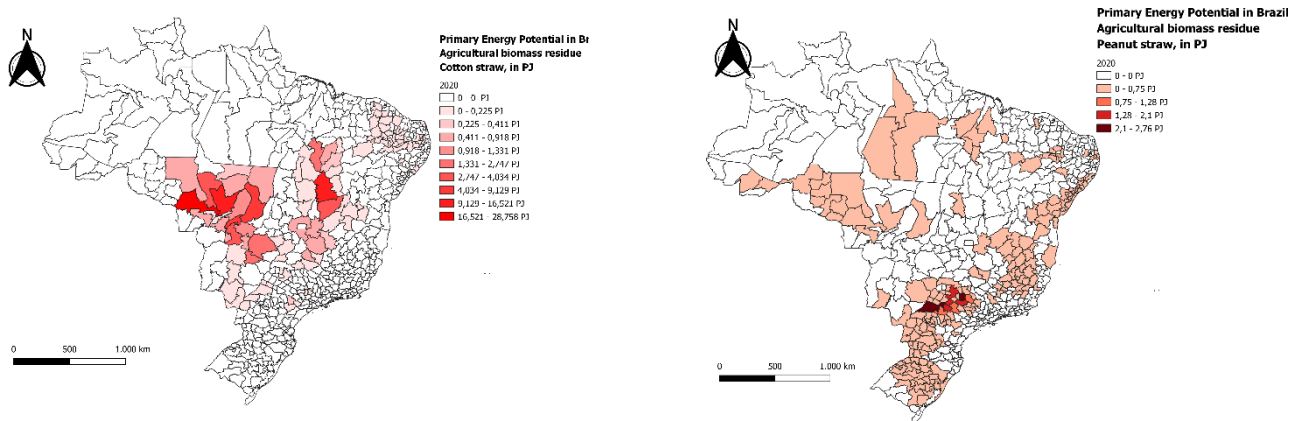 N
Primary Energy Potential in Br
Agricultural biomass residue
Cotton straw, in PJ
2020
0 - 0 PJ
0 - 0,225 PJ
0,225 - 0,411 PJ
0,411 - 0,918 PJ
0,918 - 1,331 PJ
1,331 - 2,747 PJ
2,747 - 4,034 PJ
4,034 - 9,129 PJ
9,129 - 16,521 PJ
16,521 - 28,758 PJ
0 500 1.000 km
N
Primary Energy Potential in Brazil
Agricultural biomass residue
Peanut straw, in PJ
2020
0 - 0 PJ
0 - 0,75 PJ
0,75 - 1,28 PJ
1,28 - 2,1 PJ
2,1 - 2,76 PJ
0 500 1.000 km